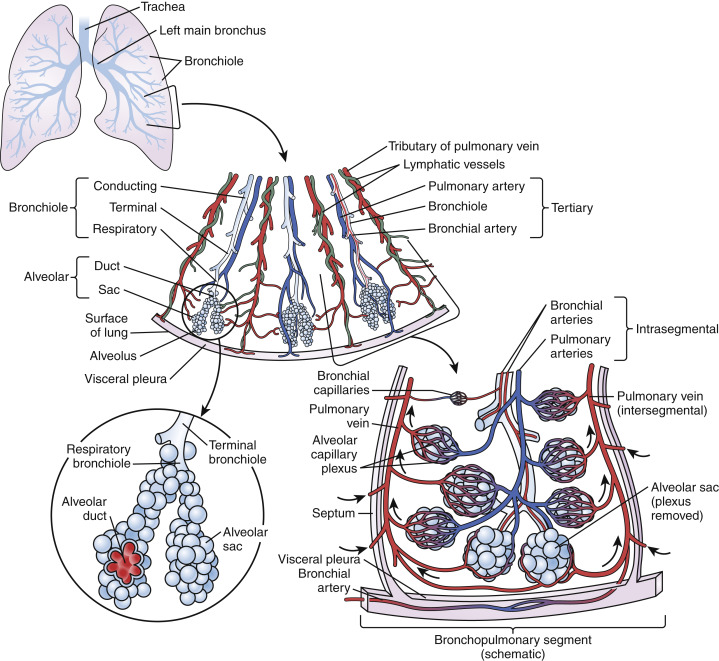 Trachea
Left main bronchus
Bronchiole
Tributary of pulmonary vein
Lymphatic vessels
Pulmonary artery
Bronchiole
Bronchial artery
Tertiary
Bronchiole
Conducting
Terminal
Respiratory
Alveolar
Duct
Sac
Surface
of lung
Alveolus
Visceral pleura
Bronchial
arteries
Pulmonary
arteries
Intrasegmental
Bronchial
capillaries
Pulmonary
vein
Alveolar
capillary
plexus
Septum
Visceral pleura
Bronchial
artery
Pulmonary vein
(intersegmental)
Alveolar sac
(plexus
removed)
Respiratory
bronchiole
Terminal
bronchiole
Alveolar
duct
Alveolar
sac
Bronchopulmonary segment
(schematic)